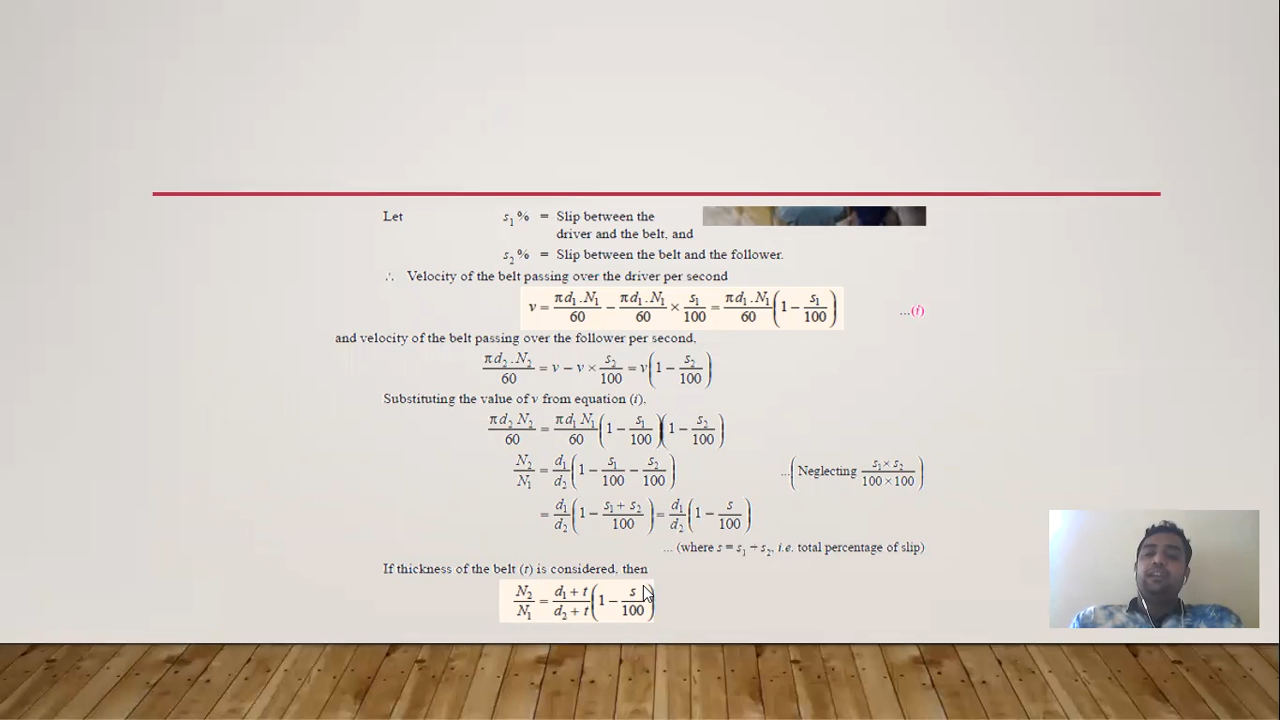 Let s₁ % = Slip between the
driver and the belt, and
s₂ % = Slip between the belt and the follower.
∴ Velocity of the belt passing over the driver per second
v = πd₁ . N₁/60 − πd₁ . N₁/60 × s₁/100 = πd₁ . N₁/60 (1 − s₁/100) ...(i)
and velocity of the belt passing over the follower per second,
πd₂ . N₂/60 = v − v × s₂/100 = v(1 − s₂/100)
Substituting the value of v from equation (i),
πd₂ N₂/60 = πd₁ N₁/60 (1 − s₁/100)(1 − s₂/100)
N₂/N₁ = d₁/d₂ (1 − s₁/100 − s₂/100) ...(Neglecting s₁ × s₂/100 × 100)
= d₁/d₂ (1 − s₁ + s₂/100) = d₁/d₂ (1 − s/100)
... (where s = s₁ + s₂, i.e. total percentage of slip)
If thickness of the belt (t) is considered, then
N₂/N₁ = d₁ + t/d₂ + t (1 − s/100)